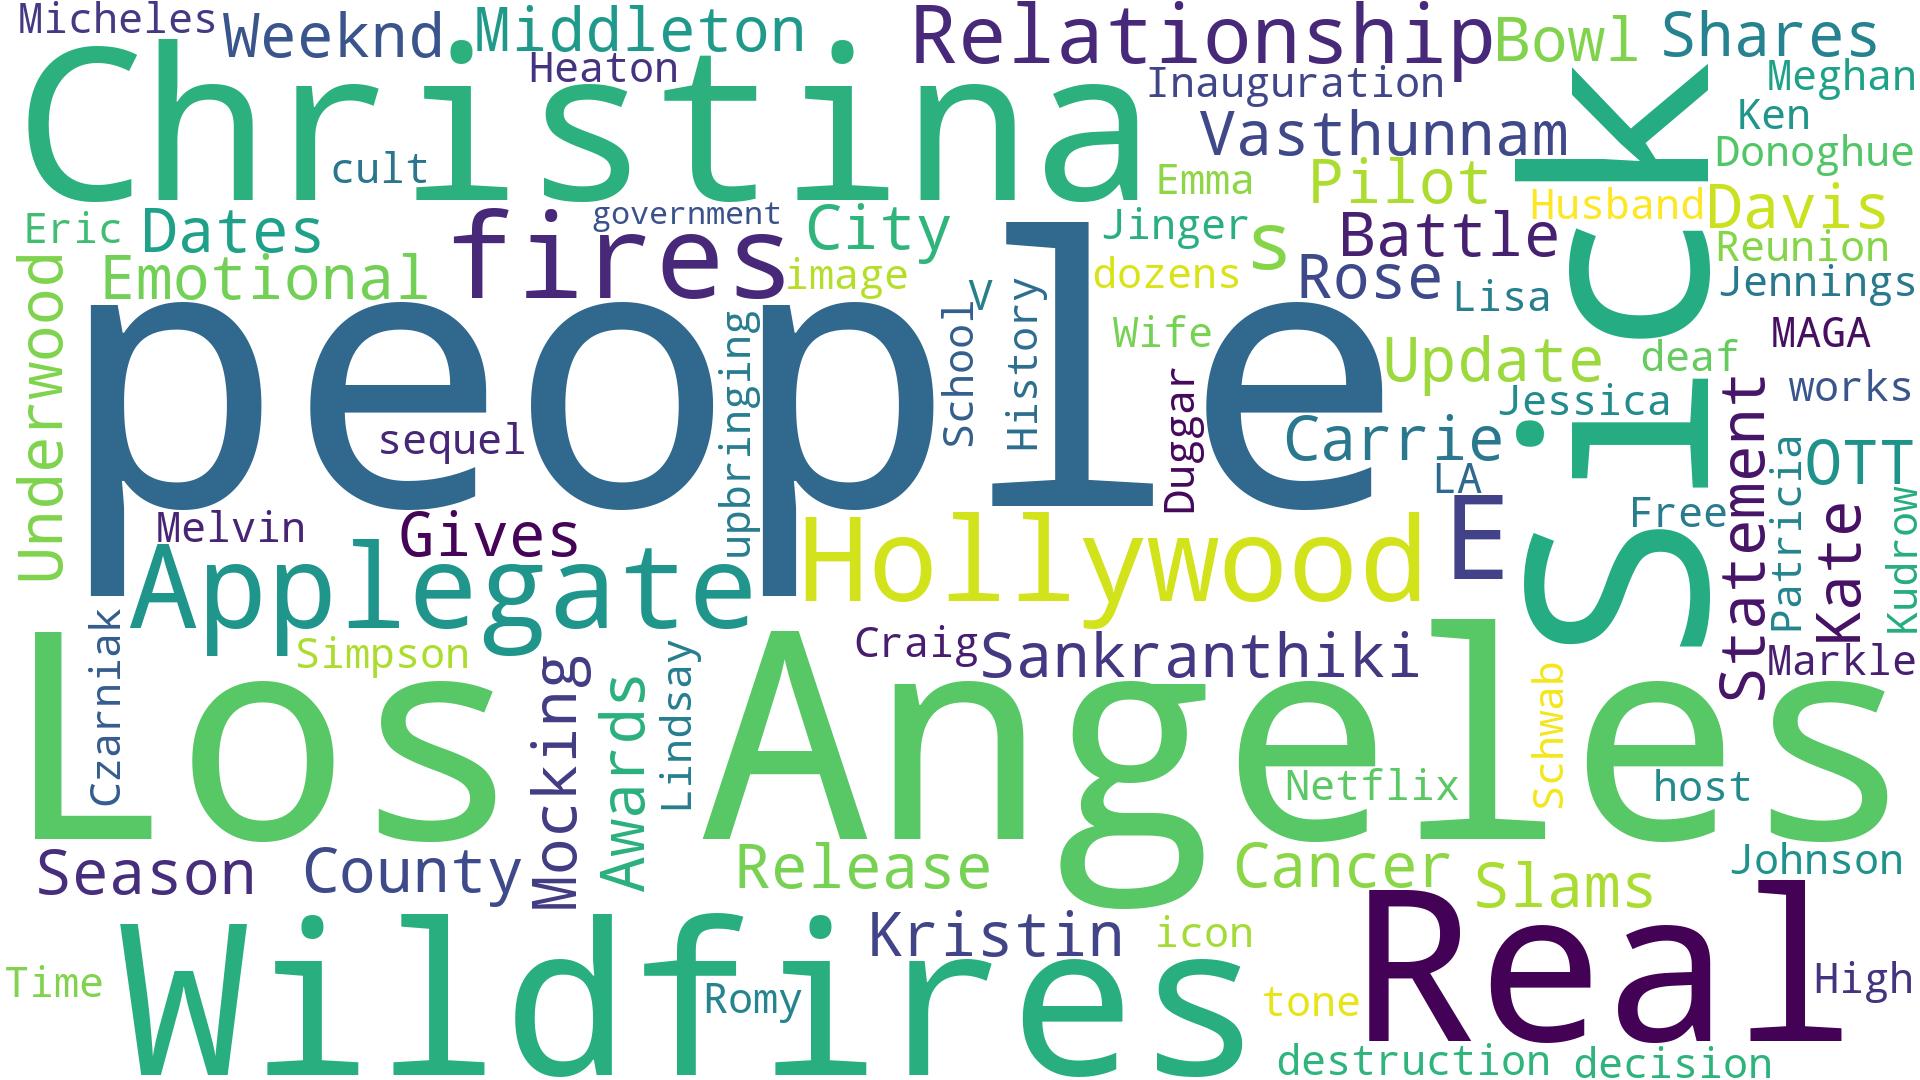 Micheles
Weeknd
Middleton
Relationship
Bowl
Shares
Christina
Heaton
Inauguration
Meghan
Ken
Vasthunnam
Donoghue
cult
Emma
Pilot
Sick
Husband
Davis
Eric
Dates
fires
government
City
Jinger
s
Battle
Reunion
Underwood
Emotional
image
dozens
Rose
Lisa
Jennings
people
V
School
History
Wife
Update
deaf
MAGA
upbringing
sequel
Duggar
Carrie
Jessica
works
LA
Statement
OTT
Melvin
Gives
Applegate
Hollywood
E
Free
Patricia
Kate
Kudrow
Czarniak
Simpson
Mocking
Awards
Lindsay
Craig
Sankranthiki
Markle
Los Angeles
Netflix
Schwab
host
Season
County
Release
Cancer
Slams
Johnson
Wildfires
Kristin
icon
Real
Time
Romy
tone
High
destruction
decision